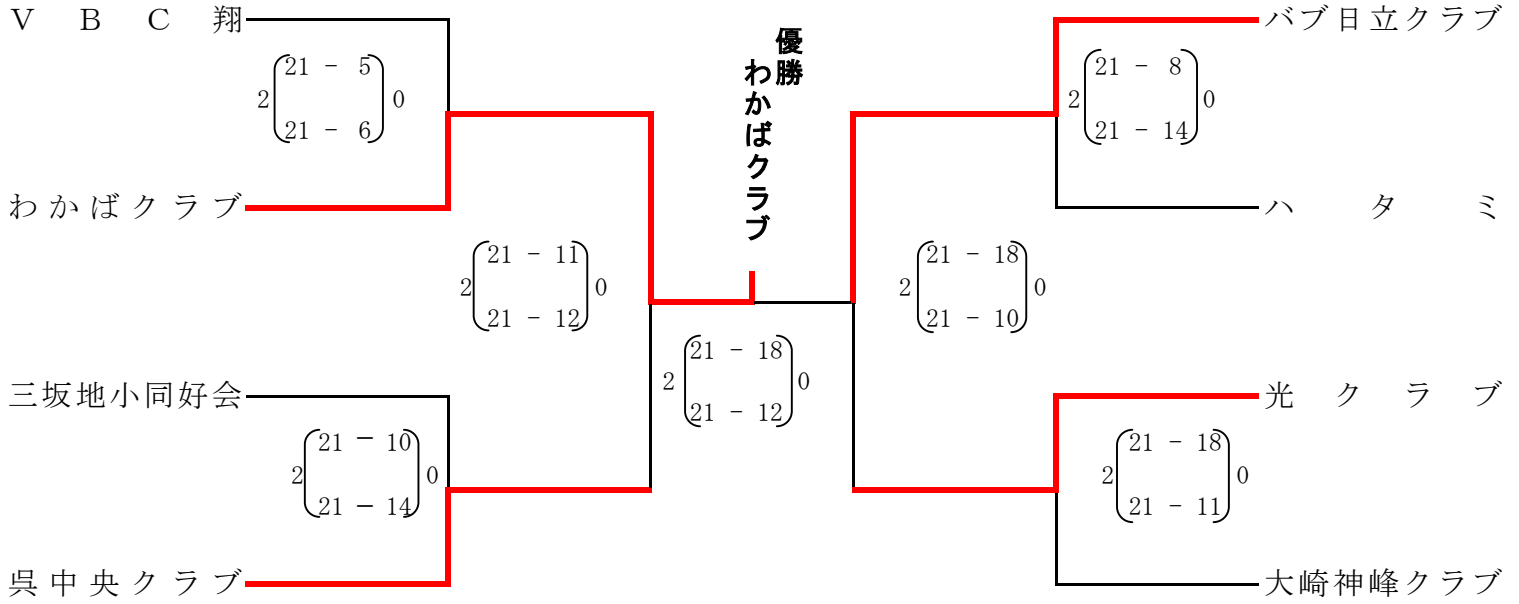 ＶＢＣ翔
2 21 - 5 0
21 - 6
わかばクラブ
2 21 - 11 0
21 - 12
三坂地小同好会
2 21 - 10 0
21 - 14
呉中央クラブ
優勝
わかばクラブ
2 21 - 18 0
21 - 12
バブ日立クラブ
2 21 - 8 0
21 - 14
ハタミ
2 21 - 18 0
21 - 10
光クラブ
2 21 - 18 0
21 - 11
大崎神峰クラブ